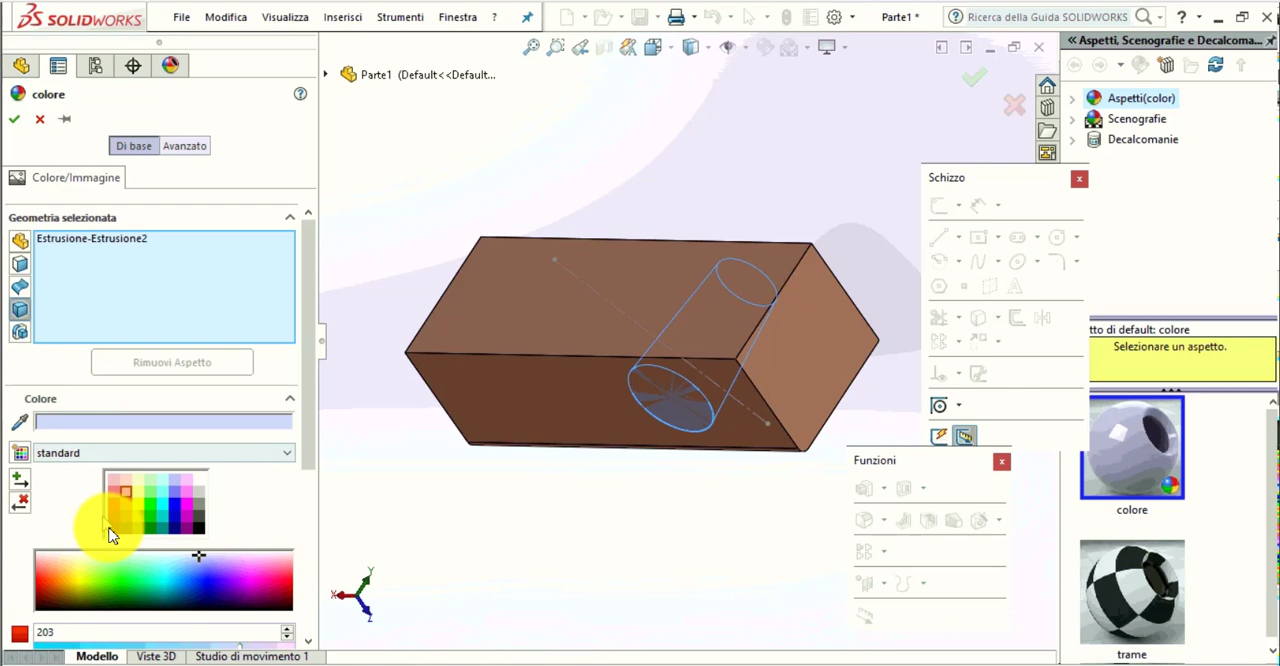 SOLIDWORKS
File Modifica Visualizza Inserisci Strumenti Finestra ?
Parte1 *
Ricerca della Guida SOLIDWORKS
?
Aspetti, Scenografie e Decalcoma...
Parte1 (Default<<Default...
Aspetti(color)
Scenografie
Decalcomanie
colore
Di base Avanzato
Colore/Immagine
Geometria selezionata
Estrusione-Estrusione2
Rimuovi Aspetto
Colore
standard
203
Schizzo
Funzioni
tto di default: colore
Selezionare un aspetto.
colore
trame
Y
X
Z
Modello Viste 3D Studio di movimento 1